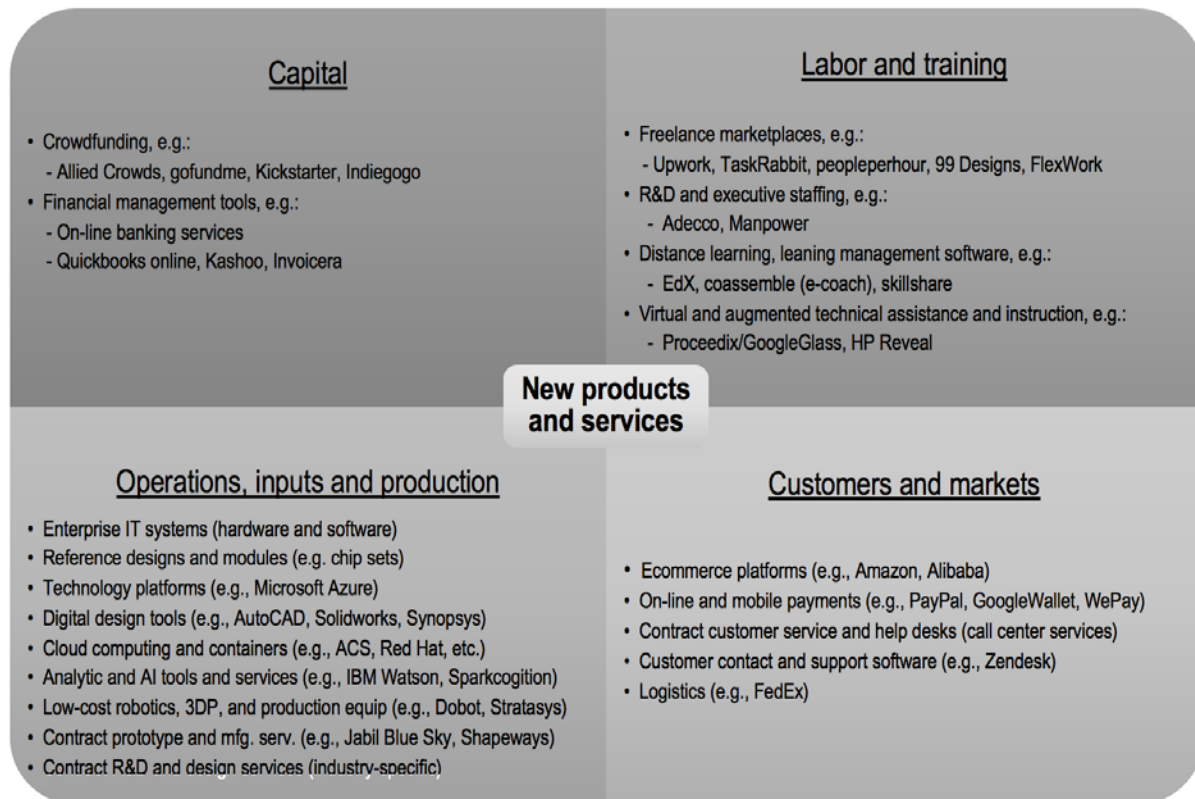 Capital
• Crowdfunding, e.g.:
- Allied Crowds, gofundme, Kickstarter, Indiegogo
• Financial management tools, e.g.:
- On-line banking services
- Quickbooks online, Kashoo, Invoicera
Labor and training
• Freelance marketplaces, e.g.:
- Upwork, TaskRabbit, peopleperhour, 99 Designs, FlexWork
• R&D and executive staffing, e.g.:
- Adecco, Manpower
• Distance learning, leaning management software, e.g.:
- EdX, coassemble (e-coach), skillshare
• Virtual and augmented technical assistance and instruction, e.g.:
- Proceedix/GoogleGlass, HP Reveal
New products
and services
Operations, inputs and production
• Enterprise IT systems (hardware and software)
• Reference designs and modules (e.g. chip sets)
• Technology platforms (e.g., Microsoft Azure)
• Digital design tools (e.g., AutoCAD, Solidworks, Synopsys)
• Cloud computing and containers (e.g., ACS, Red Hat, etc.)
• Analytic and AI tools and services (e.g., IBM Watson, Sparkcogition)
• Low-cost robotics, 3DP, and production equip (e.g., Dobot, Stratasys)
• Contract prototype and mfg. serv. (e.g., Jabil Blue Sky, Shapeways)
• Contract R&D and design services (industry-specific)
Customers and markets
• Ecommerce platforms (e.g., Amazon, Alibaba)
• On-line and mobile payments (e.g., PayPal, GoogleWallet, WePay)
• Contract customer service and help desks (call center services)
• Customer contact and support software (e.g., Zendesk)
• Logistics (e.g., FedEx)